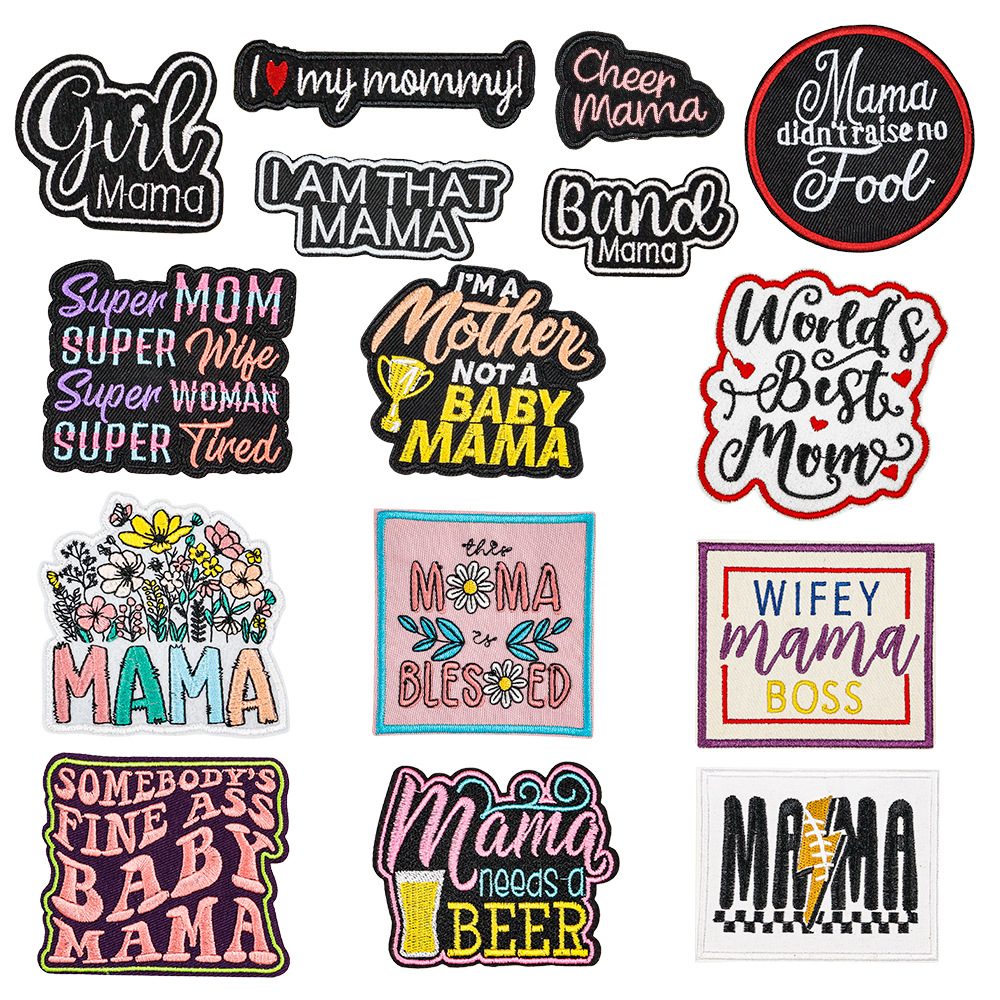 Girl
Mama
I ♥ my mommy!
Cheer
Mama
Mama
didn't raise no
Fool
I AM THAT
MAMA
Band
Mama
Super MOM
SUPER Wife
Super WOMAN
SUPER Tired
I'M A
Mother
NOT A
BABY
MAMA
1
World's
Best
Mom
MAMA
this
MAMA
is
BLESSED
WIFEY
mama
BOSS
SOMEBODY'S
FINE ASS
BABY
MAMA
Mama
needs a
BEER
MAMA